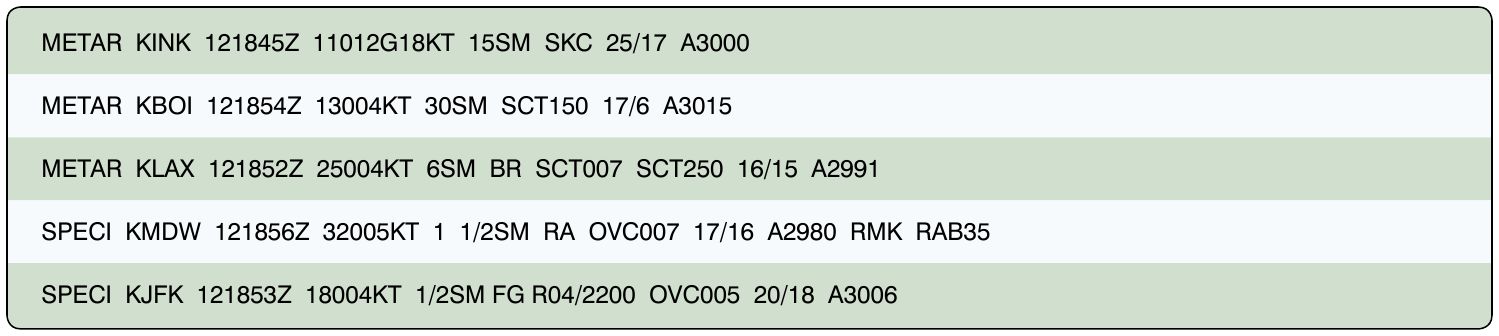 METAR KINK 121845Z 11012G18KT 15SM SKC 25/17 A3000
METAR KBOI 121854Z 13004KT 30SM SCT150 17/6 A3015
METAR KLAX 121852Z 25004KT 6SM BR SCT007 SCT250 16/15 A2991
SPECI KMDW 121856Z 32005KT 1 1/2SM RA OVC007 17/16 A2980 RMK RAB35
SPECI KJFK 121853Z 18004KT 1/2SM FG R04/2200 OVC005 20/18 A3006